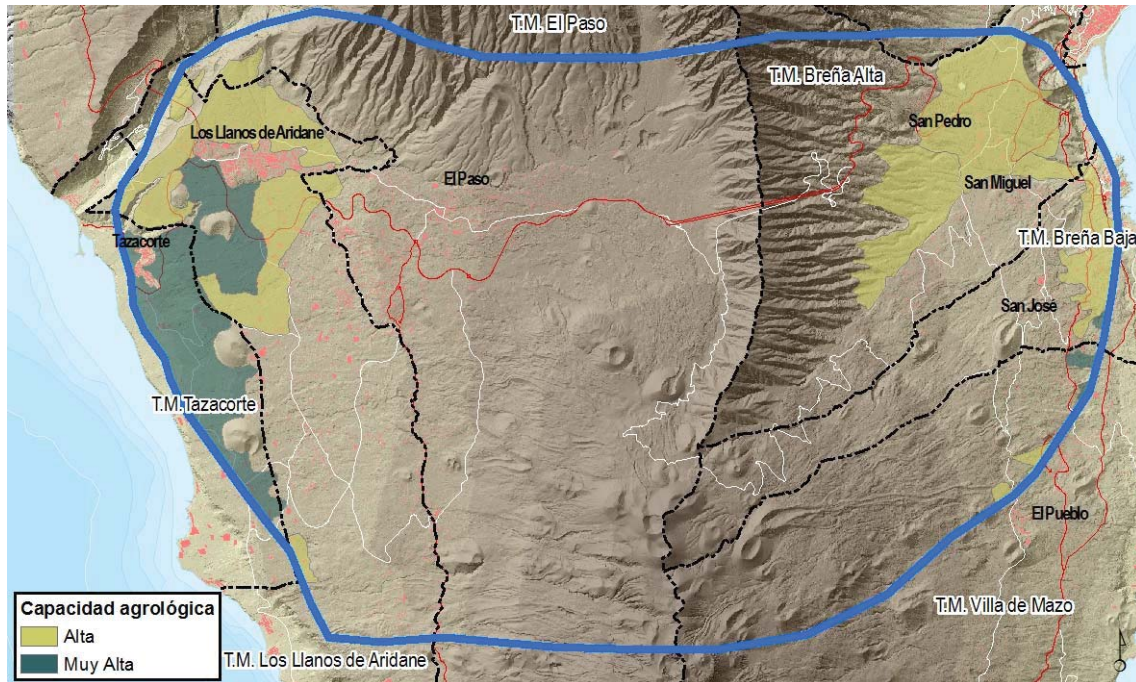 T.M. El Paso
T.M. Breña Alta
Los Llanos de Aridane
San Pedro
El Paso
San Miguel
Tazacorte
T.M. Breña Baja
San José
T.M. Tazacorte
El Pueblo
Capacidad agrológica
Alta
Muy Alta
T.M. Villa de Mazo
T.M. Los Llanos de Aridane